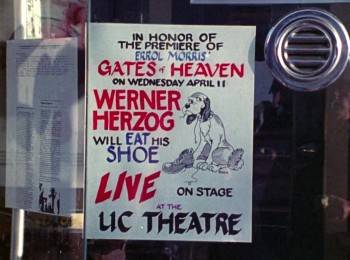 IN HONOR OF
THE PREMIERE OF
ERROL MORRIS'
GATES of HEAVEN
ON WEDNESDAY APRIL 11
WERNER
HERZOG
WILL EAT HIS
SHOE
LIVE ON STAGE
AT THE
UC THEATRE